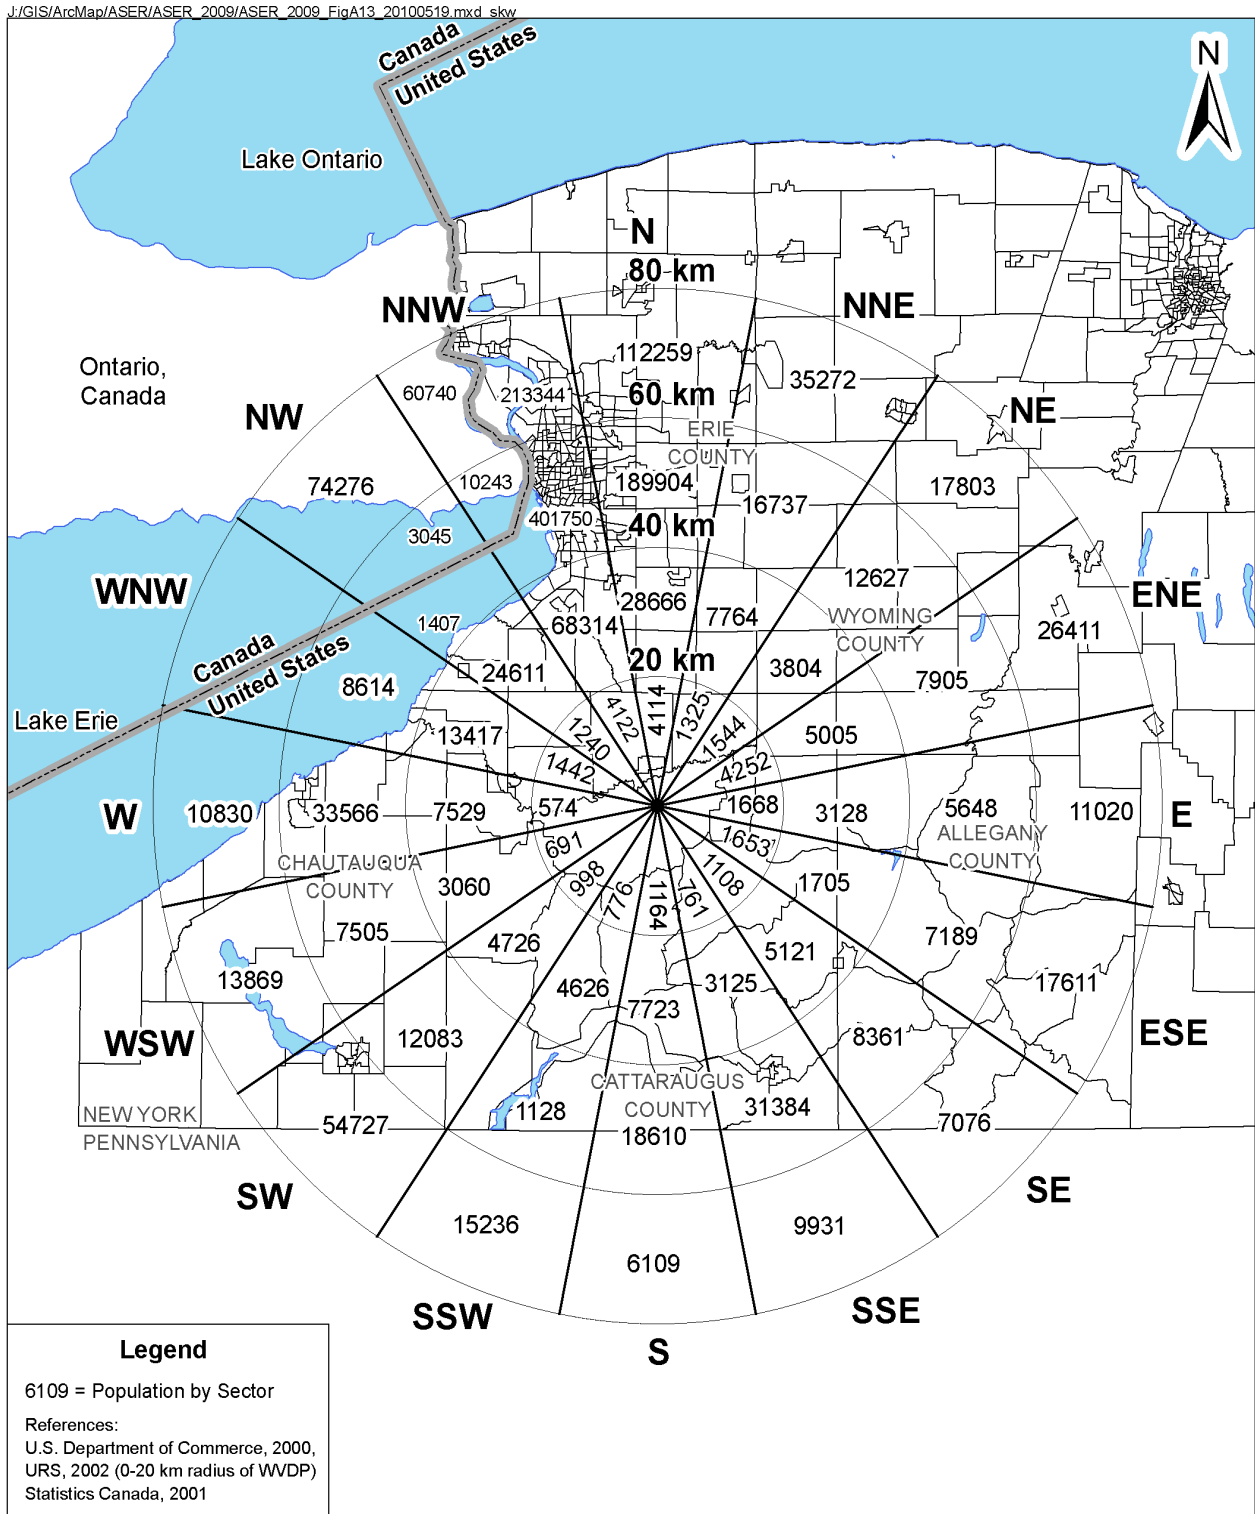 J:/GIS/ArcMap/ASER/ASER_2009/ASER_2009_FigA13_20100519.mxd skw
Canada
United States
N
Lake Ontario
N
80 km
NNW
NNE
112259
Ontario,
Canada
60740
213344
60 km
35272
NW
NE
ERIE
COUNTY
74276
10243
189904
16737
17803
3045
401750
40 km
WNW
12627
ENE
1407
68314
28666
7764
WYOMING
COUNTY
26411
Canada
United States
8614
24611
20 km
3804
7905
Lake Erie
13417
1240
4122
4114
1325
1544
5005
1442
4252
W
10830
33566
7529
574
1668
3128
5648
11020
E
CHAUTAUQUA
COUNTY
691
1653
ALLEGANY
COUNTY
3060
998
776
1164
761
1108
1705
7505
4726
5121
7189
13869
4626
7723
3125
17611
WSW
12083
8361
ESE
CATTARAUGUS
COUNTY
NEW YORK
PENNSYLVANIA
54727
1128
18610
31384
7076
SW
SE
15236
6109
9931
SSW
SSE
S
Legend
6109 = Population by Sector
References:
U.S. Department of Commerce, 2000,
URS, 2002 (0-20 km radius of WVDP)
Statistics Canada, 2001